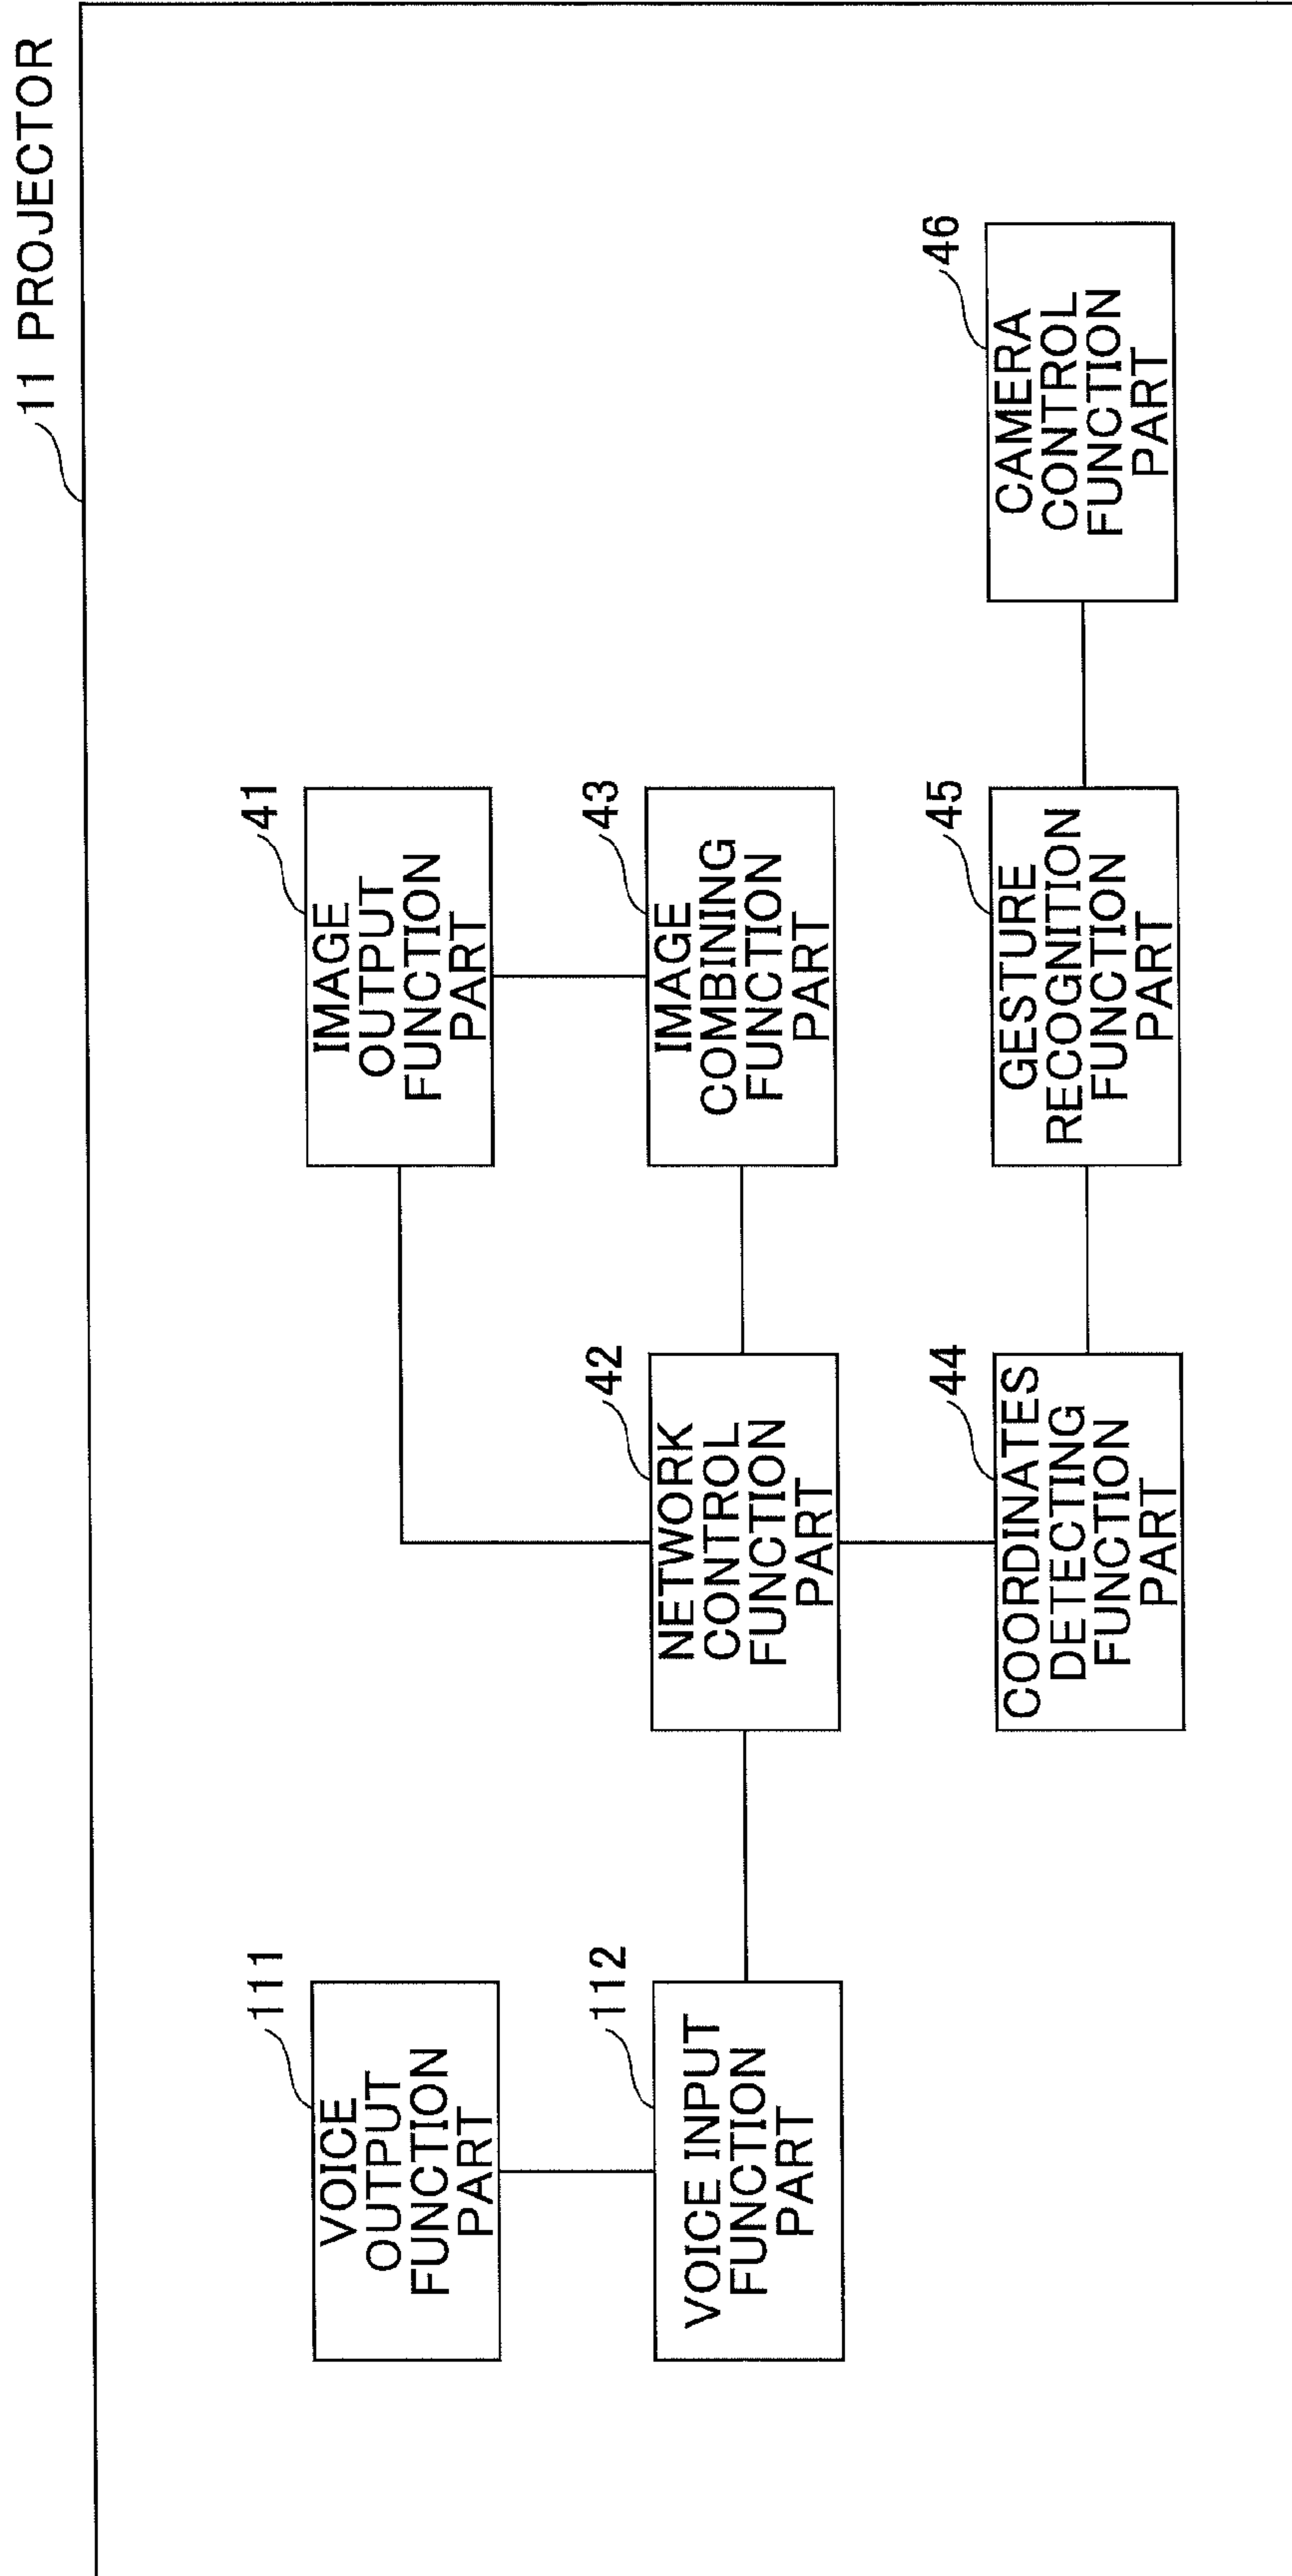 11 PROJECTOR
111
VOICE
OUTPUT
FUNCTION
PART
41
IMAGE
OUTPUT
FUNCTION
PART
112
VOICE INPUT
FUNCTION
PART
42
NETWORK
CONTROL
FUNCTION
PART
43
IMAGE
COMBINING
FUNCTION
PART
44
COORDINATES
DETECTING
FUNCTION
PART
45
GESTURE
RECOGNITION
FUNCTION
PART
46
CAMERA
CONTROL
FUNCTION
PART